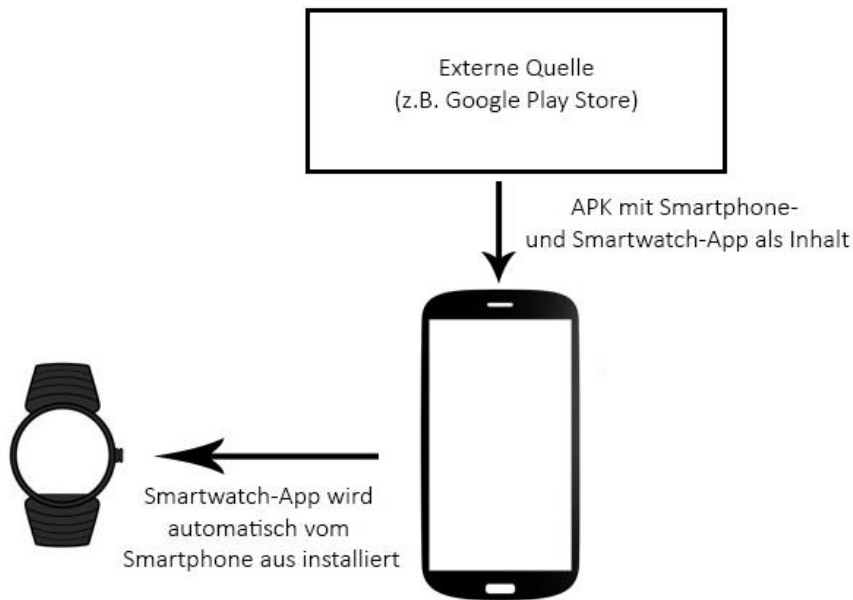 Externe Quelle
(z.B. Google Play Store)
APK mit Smartphone-
und Smartwatch-App als Inhalt
Smartwatch-App wird
automatisch vom
Smartphone aus installiert